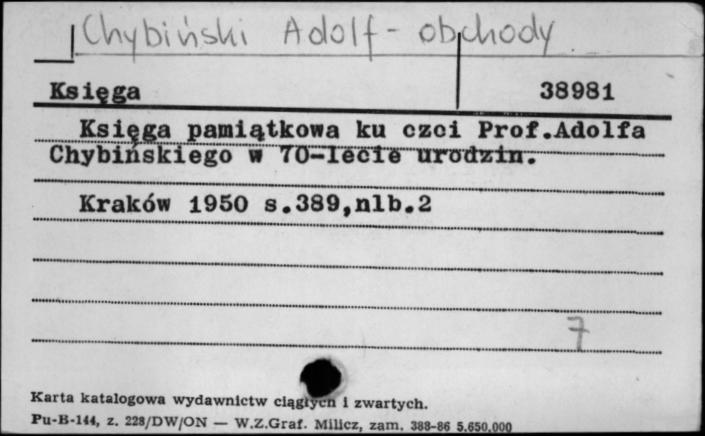 Chybiński Adolf - obchody
Księga 38981
Księga pamiątkowa ku czci Prof.Adolfa
Chybińskiego w 70-lecie urodzin.
Kraków 1950 s.389,nlb.2
7
Karta katalogowa wydawnictw ciągłych i zwartych.
Pu-B-144, z. 228/DW/ON — W.Z.Graf. Milicz, zam. 388-86 5.650.000